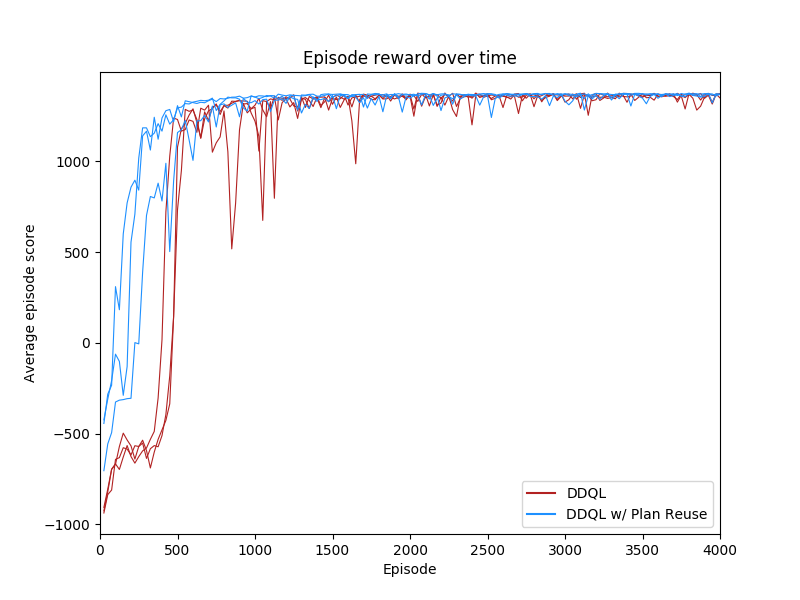 Episode reward over time
Average episode score
1000
500
0
−500
−1000
0 500 1000 1500 2000 2500 3000 3500 4000
Episode
DDQL
DDQL w/ Plan Reuse